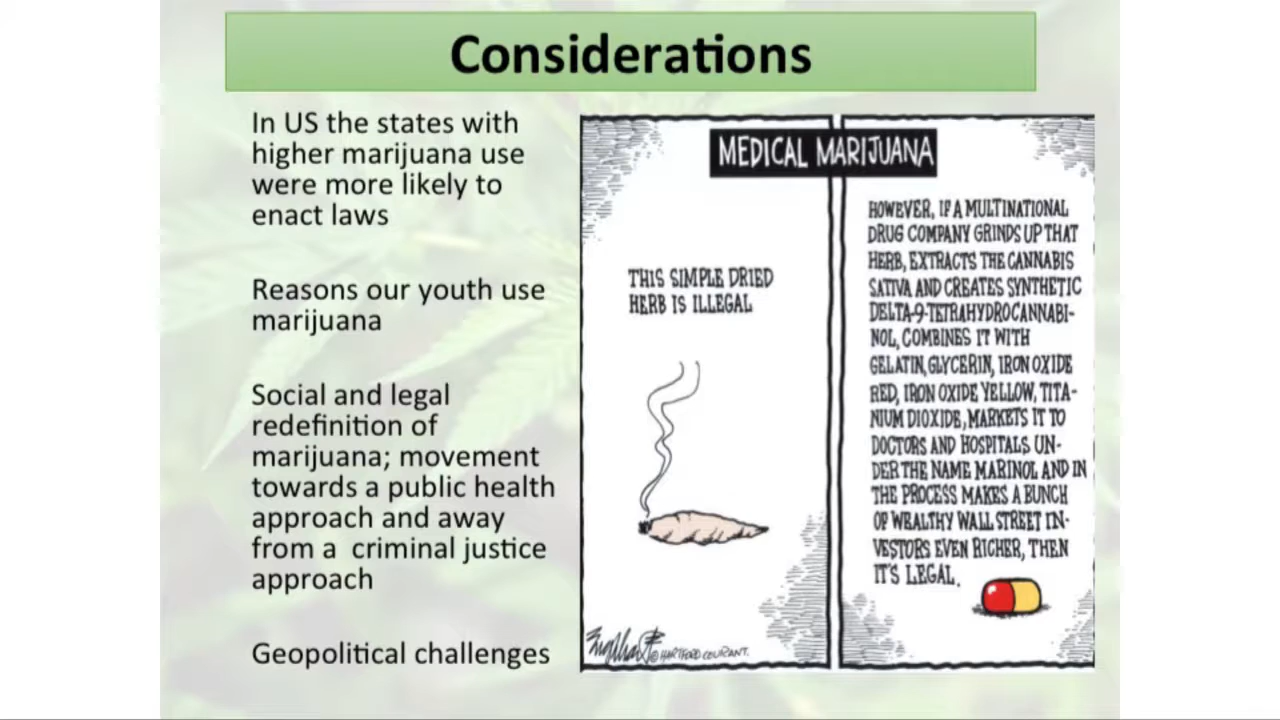 Considerations
In US the states with
higher marijuana use
were more likely to
enact laws
Reasons our youth use
marijuana
Social and legal
redefinition of
marijuana; movement
towards a public health
approach and away
from a criminal justice
approach
Geopolitical challenges
MEDICAL MARIJUANA
THIS SIMPLE DRIED
HERB IS ILLEGAL
HOWEVER, IF A MULTINATIONAL
DRUG COMPANY GRINDS UP THAT
HERB, EXTRACTS THE CANNABIS
SATIVA AND CREATES SYNTHETIC
DELTA-9-TETRAHYDROCANNABI-
NOL, COMBINES IT WITH
GELATIN, GLYCERIN, IRON OXIDE
RED, IRON OXIDE YELLOW, TITA-
NIUM DIOXIDE, MARKETS IT TO
DOCTORS AND HOSPITALS UN-
DER THE NAME MARINOL AND IN
THE PROCESS MAKES A BUNCH
OF WEALTHY WALL STREET IN-
VESTORS EVEN RICHER, THEN
IT'S LEGAL.
© HARTFORD COURANT.